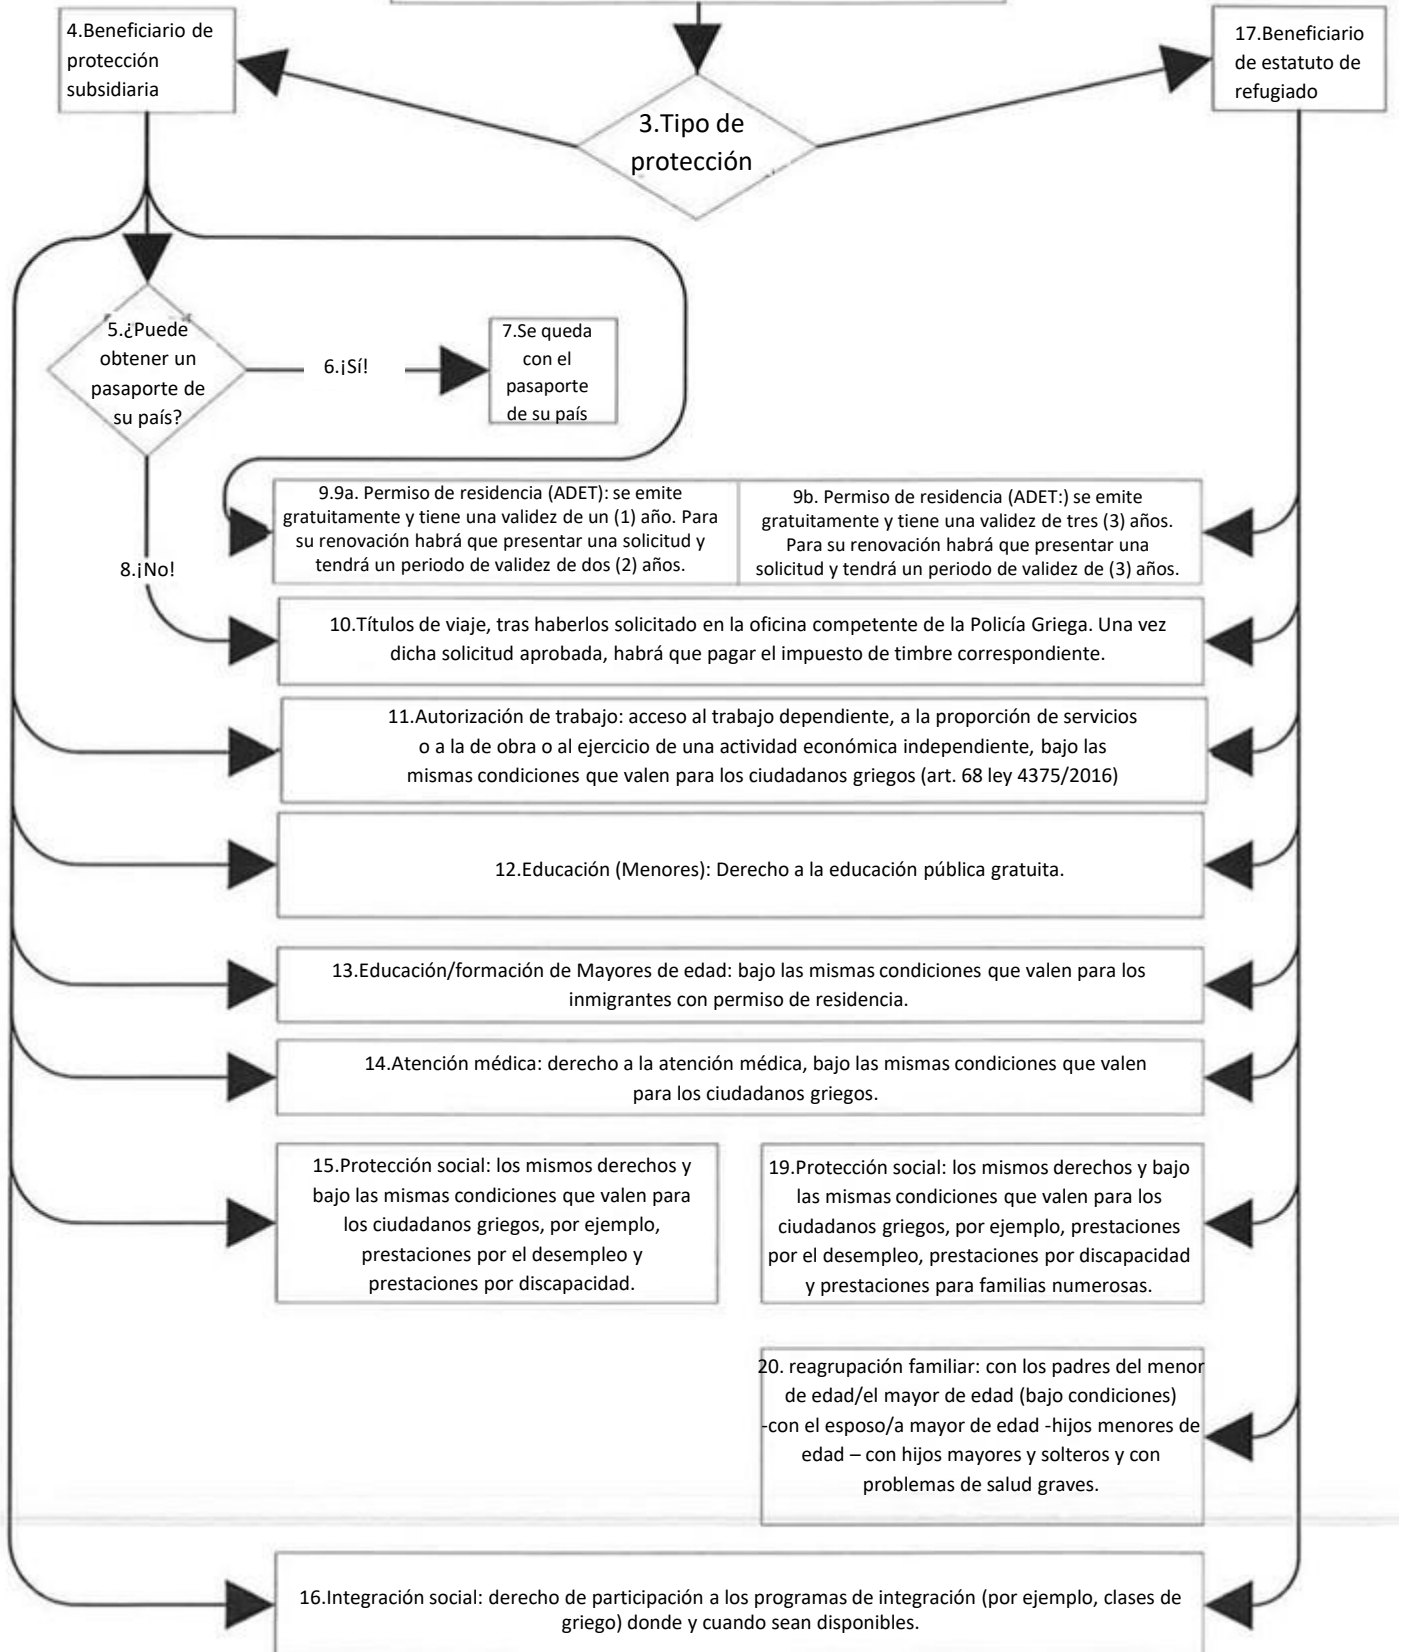 4.Beneficiario de
protección
subsidiaria
3.Tipo de
protección
17.Beneficiario
de estatuto de
refugiado
5.¿Puede
obtener un
pasaporte de
su país?
6.¡Sí!
7.Se queda
con el
pasaporte
de su país
8.¡No!
9.9a. Permiso de residencia (ADET): se emite
gratuitamente y tiene una validez de un (1) año. Para
su renovación habrá que presentar una solicitud y
tendrá un periodo de validez de dos (2) años.
9b. Permiso de residencia (ADET:) se emite
gratuitamente y tiene una validez de tres (3) años.
Para su renovación habrá que presentar una
solicitud y tendrá un periodo de validez de (3) años.
10.Títulos de viaje, tras haberlos solicitado en la oficina competente de la Policía Griega. Una vez
dicha solicitud aprobada, habrá que pagar el impuesto de timbre correspondiente.
11.Autorización de trabajo: acceso al trabajo dependiente, a la proporción de servicios
o a la de obra o al ejercicio de una actividad económica independiente, bajo las
mismas condiciones que valen para los ciudadanos griegos (art. 68 ley 4375/2016)
12.Educación (Menores): Derecho a la educación pública gratuita.
13.Educación/formación de Mayores de edad: bajo las mismas condiciones que valen para los
inmigrantes con permiso de residencia.
14.Atención médica: derecho a la atención médica, bajo las mismas condiciones que valen
para los ciudadanos griegos.
15.Protección social: los mismos derechos y
bajo las mismas condiciones que valen para
los ciudadanos griegos, por ejemplo,
prestaciones por el desempleo y
prestaciones por discapacidad.
19.Protección social: los mismos derechos y bajo
las mismas condiciones que valen para los
ciudadanos griegos, por ejemplo, prestaciones
por el desempleo, prestaciones por discapacidad
y prestaciones para familias numerosas.
20. reagrupación familiar: con los padres del menor
de edad/el mayor de edad (bajo condiciones)
-con el esposo/a mayor de edad -hijos menores de
edad – con hijos mayores y solteros y con
problemas de salud graves.
16.Integración social: derecho de participación a los programas de integración (por ejemplo, clases de
griego) donde y cuando sean disponibles.